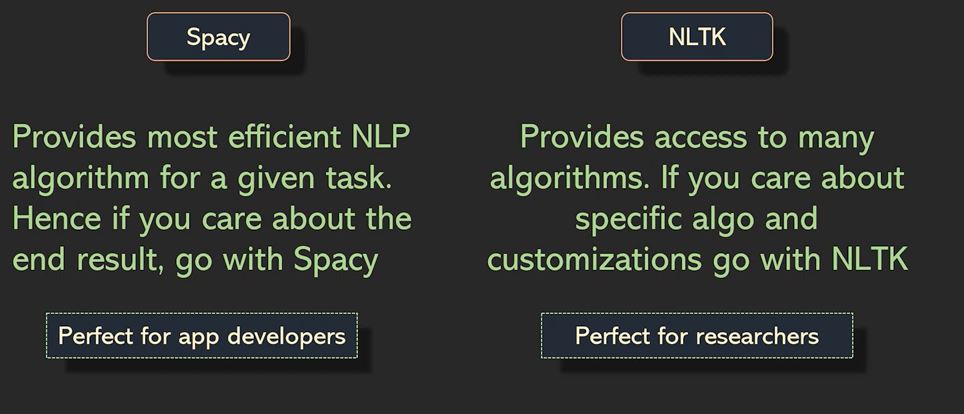 Spacy
Provides most efficient NLP
algorithm for a given task.
Hence if you care about the
end result, go with Spacy
Perfect for app developers
NLTK
Provides access to many
algorithms. If you care about
specific algo and
customizations go with NLTK
Perfect for researchers